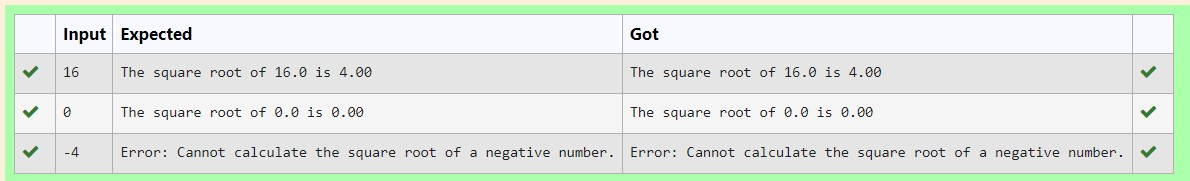 Input Expected Got
16 The square root of 16.0 is 4.00 The square root of 16.0 is 4.00
0 The square root of 0.0 is 0.00 The square root of 0.0 is 0.00
-4 Error: Cannot calculate the square root of a negative number. Error: Cannot calculate the square root of a negative number.